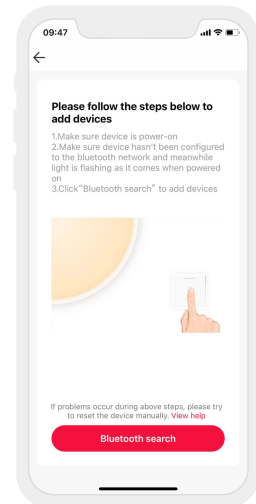 09:47
Please follow the steps below to
add devices
1.Make sure device is power-on
2.Make sure device hasn't been configured
to the bluetooth network and meanwhile
light is flashing as it comes when powered
on
3.Click“Bluetooth search” to add devices
If problems occur during above steps, please try
to reset the device manually. View help
Bluetooth search